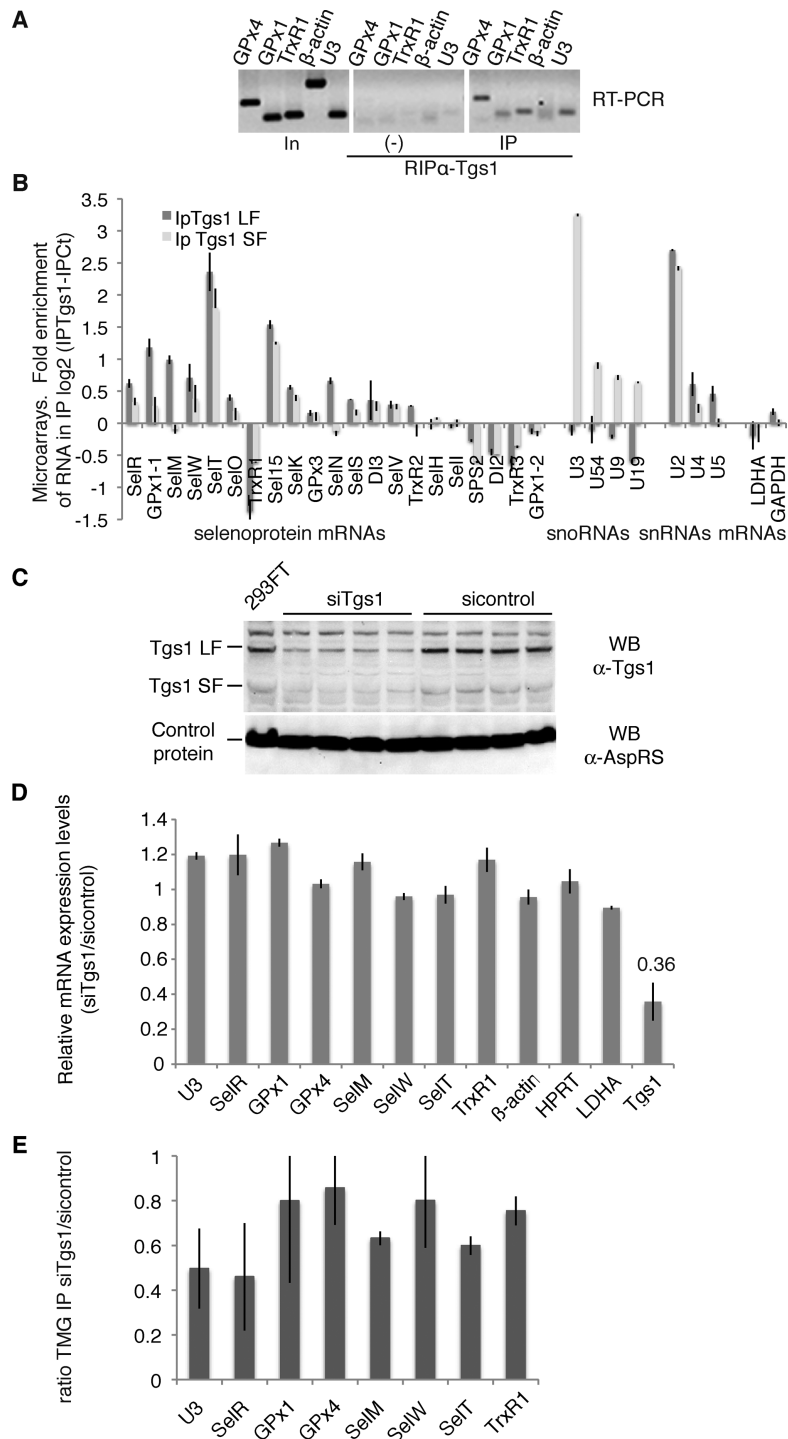 A
GPx4 GPx1 TrxR1 β-actin U3 GPx4 GPx1 TrxR1 β-actin U3 GPx4 GPx1 TrxR1 β-actin U3
RT-PCR
In (-) IP
RIPα-Tgs1
B
Microarrays. Fold enrichment
of RNA in IP log2 (IPTgs1-IPCt)
3.5
3
2.5
2
1.5
1
0.5
0
-0.5
-1
-1.5
IpTgs1 LF
Ip Tgs1 SF
SelR GPx1-1 SelM SelW SelT SelO TrxR1 Sel15 SelK GPx3 SelN SelS DI3 SelV TrxR2 SelH SelI SPS2 DI2 TrxR3 GPx1-2 U3 U54 U9 U19 U2 U4 U5 LDHA GAPDH
selenoprotein mRNAs snoRNAs snRNAs mRNAs
C
293FT siTgs1 sicontrol
Tgs1 LF
Tgs1 SF
WB
α-Tgs1
Control
protein
WB
α-AspRS
D
Relative mRNA expression levels
(siTgs1/sicontrol)
1.4
1.2
1
0.8
0.6
0.4
0.2
0
0.36
U3 SelR GPx1 GPx4 SelM SelW SelT TrxR1 ß-actin HPRT LDHA Tgs1
E
ratio TMG IP siTgs1/sicontrol
1
0.8
0.6
0.4
0.2
0
U3 SelR GPx1 GPx4 SelM SelW SelT TrxR1